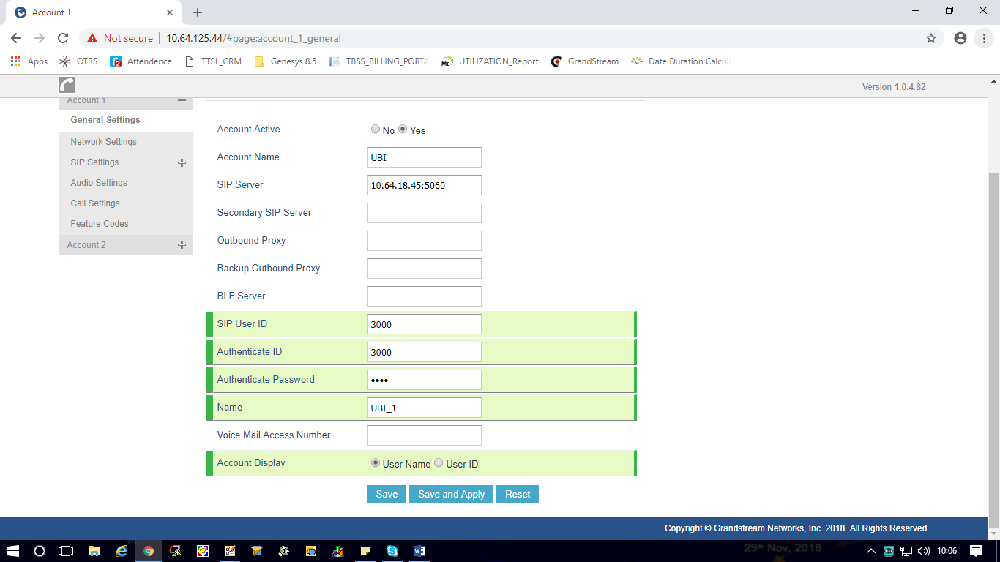 Account 1
Not secure
10.64.125.44/#page:account_1_general
Apps
OTRS
Attendence
TTSL_CRM
Genesys 8.5
TBSS_BILLING_PORTA
UTILIZATION_Report
GrandStream
Date Duration Calcul
Version 1.0.4.82
Account 1
General Settings
Network Settings
SIP Settings
Audio Settings
Call Settings
Feature Codes
Account 2
Account Active No Yes
Account Name UBI
SIP Server 10.64.18.45:5060
Secondary SIP Server
Outbound Proxy
Backup Outbound Proxy
BLF Server
SIP User ID 3000
Authenticate ID 3000
Authenticate Password ••••
Name UBI_1
Voice Mail Access Number
Account Display User Name User ID
Save Save and Apply Reset
Copyright © Grandstream Networks, Inc. 2018. All Rights Reserved.
29th Nov, 2018
10:06